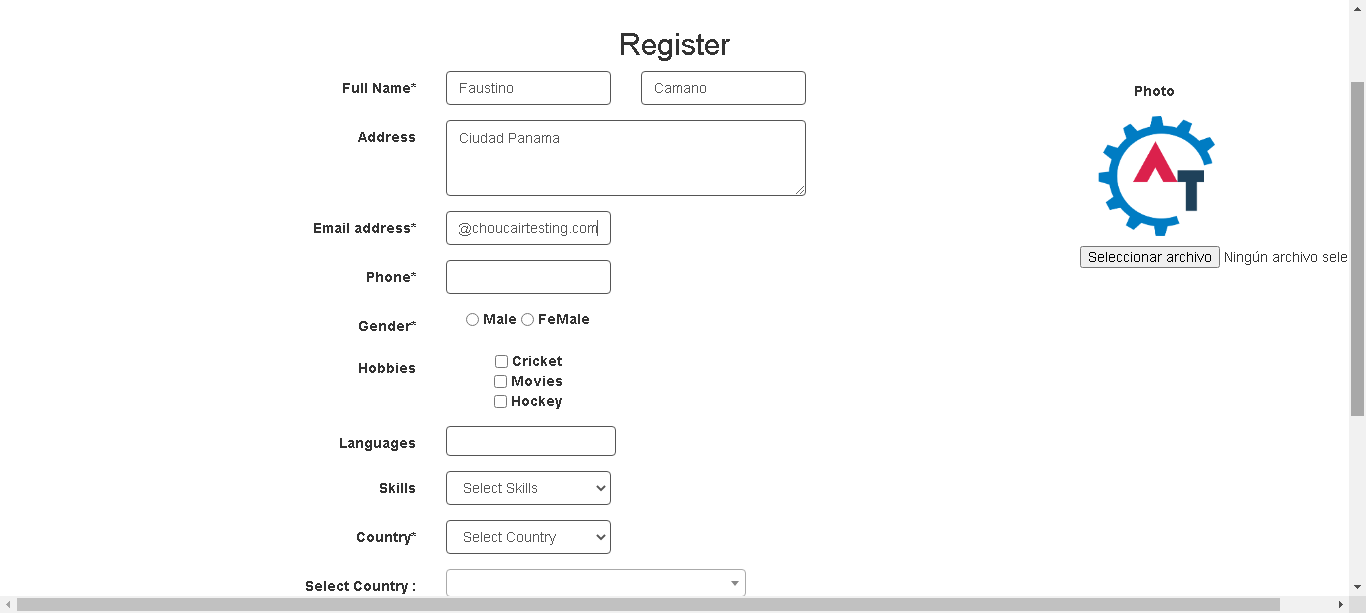 Register
Full Name* Faustino Camano
Photo
Address Ciudad Panama
AT
Email address* @choucairtesting.com
Seleccionar archivo Ningún archivo sele
Phone*
Gender* Male FeMale
Hobbies Cricket
Movies
Hockey
Languages
Skills Select Skills
Country* Select Country
Select Country :